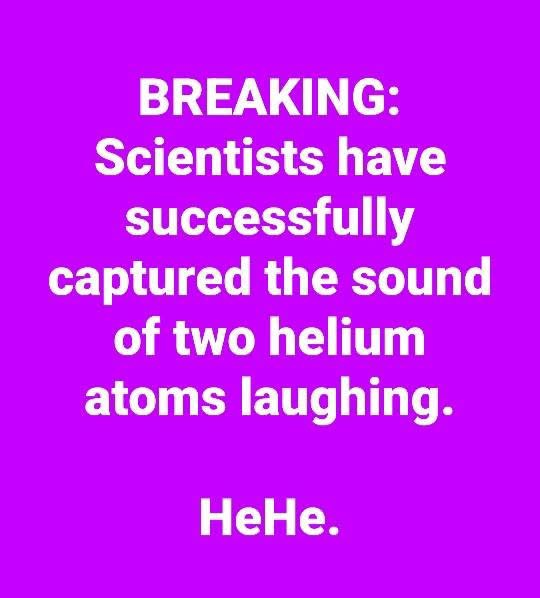 BREAKING:
Scientists have
successfully
captured the sound
of two helium
atoms laughing.
HeHe.